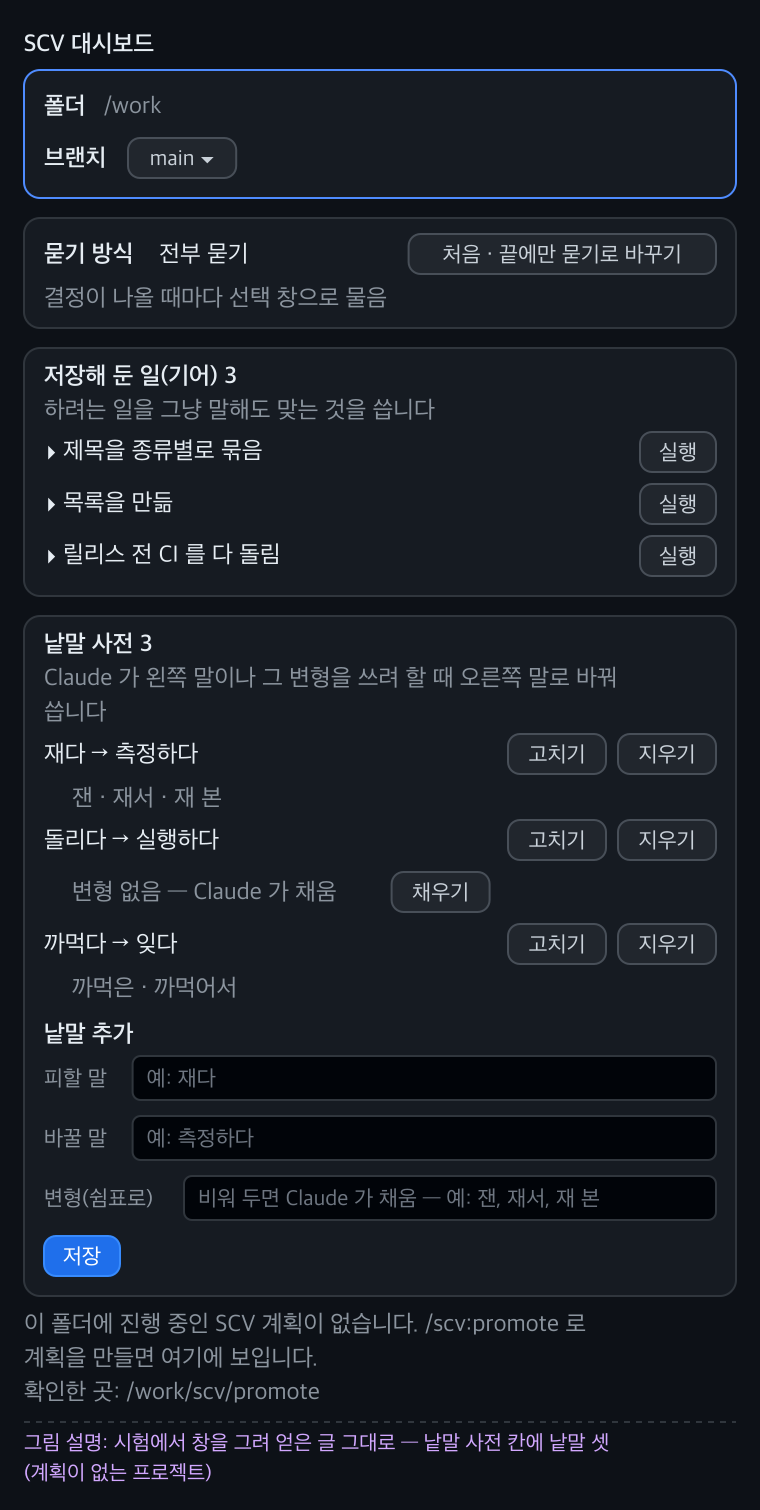 SCV 대시보드
폴더 /work
브랜치 main
묻기 방식 전부 묻기 처음 · 끝에만 묻기로 바꾸기
결정이 나올 때마다 선택 창으로 물음
저장해 둔 일(기어) 3
하려는 일을 그냥 말해도 맞는 것을 씁니다
제목을 종류별로 묶음 실행
목록을 만듦 실행
릴리스 전 CI 를 다 돌림 실행
낱말 사전 3
Claude 가 왼쪽 말이나 그 변형을 쓰려 할 때 오른쪽 말로 바꿔
씁니다
재다 → 측정하다 고치기 지우기
잰 · 재서 · 재 본
돌리다 → 실행하다 고치기 지우기
변형 없음 — Claude 가 채움 채우기
까먹다 → 잊다 고치기 지우기
까먹은 · 까먹어서
낱말 추가
피할 말 예: 재다
바꿀 말 예: 측정하다
변형(쉼표로) 비워 두면 Claude 가 채움 — 예: 잰, 재서, 재 본
저장
이 폴더에 진행 중인 SCV 계획이 없습니다. /scv:promote 로
계획을 만들면 여기에 보입니다.
확인한 곳: /work/scv/promote
그림 설명: 시험에서 창을 그려 얻은 글 그대로 — 낱말 사전 칸에 낱말 셋
(계획이 없는 프로젝트)